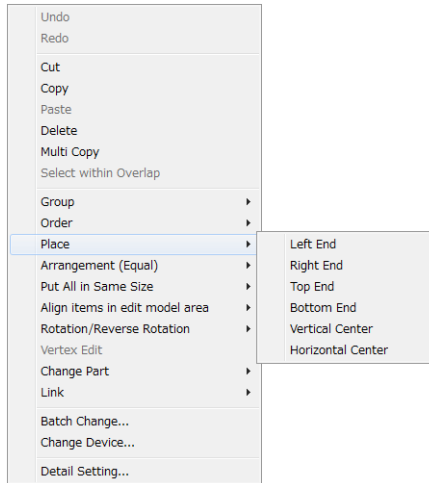 Undo
Redo
Cut
Copy
Paste
Delete
Multi Copy
Select within Overlap
Group
Order
Place
Arrangement (Equal)
Put All in Same Size
Align items in edit model area
Rotation/Reverse Rotation
Vertex Edit
Change Part
Link
Batch Change...
Change Device...
Detail Setting...
Left End
Right End
Top End
Bottom End
Vertical Center
Horizontal Center